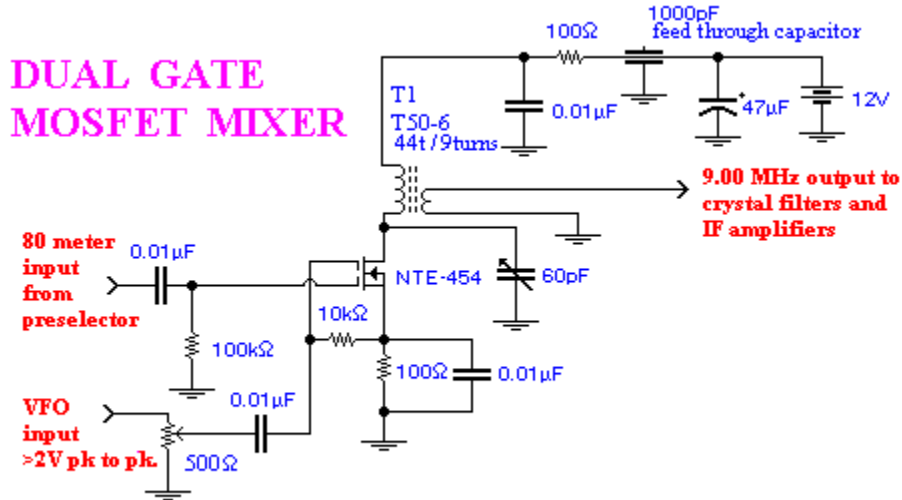 DUAL GATE
MOSFET MIXER
1000pF
feed through capacitor
100Ω
0.01µF
+
47µF
12V
T1
T50-6
44t / 9turns
9.00 MHz output to
crystal filters and
IF amplifiers
80 meter
input
from
preselector
0.01µF
NTE-454
60pF
10kΩ
100kΩ
100Ω
0.01µF
VFO
input
>2V pk to pk.
0.01µF
500Ω